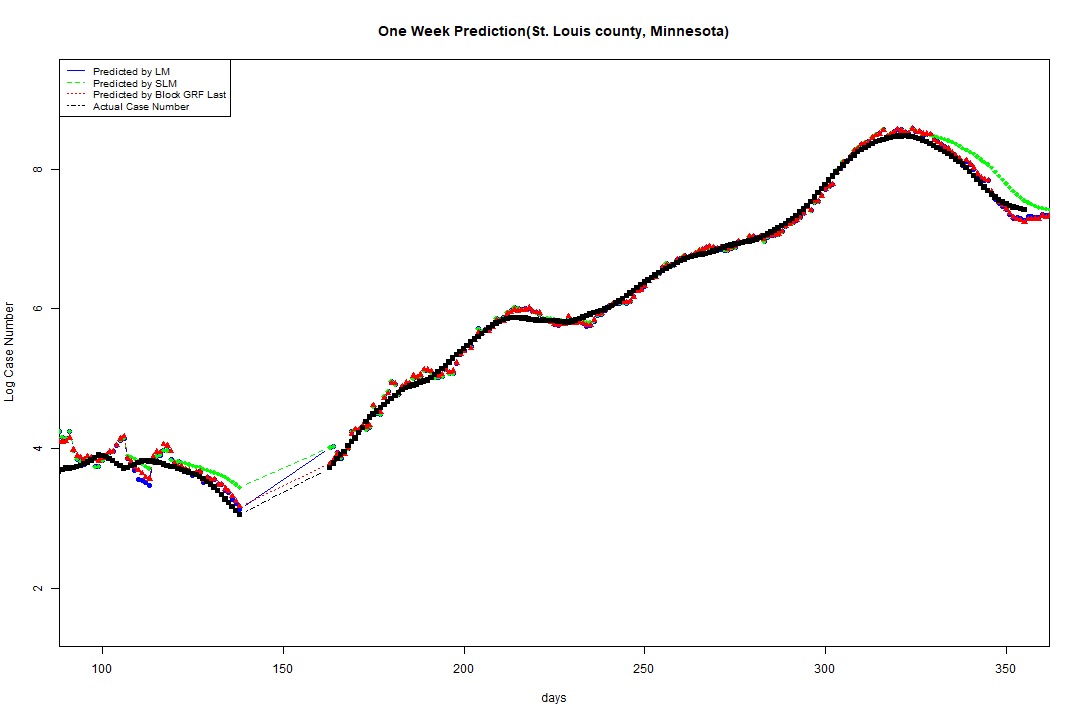 One Week Prediction(St. Louis county, Minnesota)
Predicted by LM
Predicted by SLM
Predicted by Block GRF Last
Actual Case Number
8
6
4
2
Log Case Number
100 150 200 250 300 350
days